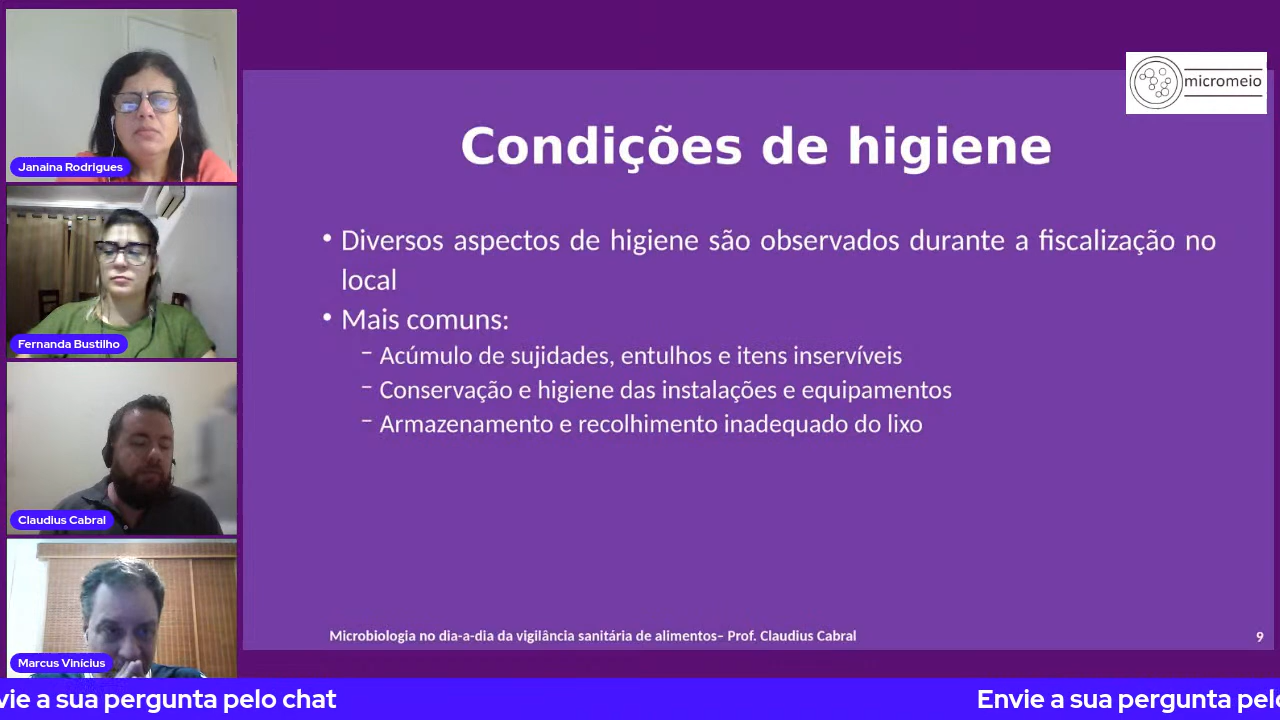 Janaina Rodrigues
Fernanda Bustilho
Claudius Cabral
Marcus Vinícius
micromeio
Condições de higiene
• Diversos aspectos de higiene são observados durante a fiscalização no
local
• Mais comuns:
– Acúmulo de sujidades, entulhos e itens inservíveis
– Conservação e higiene das instalações e equipamentos
– Armazenamento e recolhimento inadequado do lixo
Microbiologia no dia-a-dia da vigilância sanitária de alimentos– Prof. Claudius Cabral 9
vie a sua pergunta pelo chat Envie a sua pergunta pelo